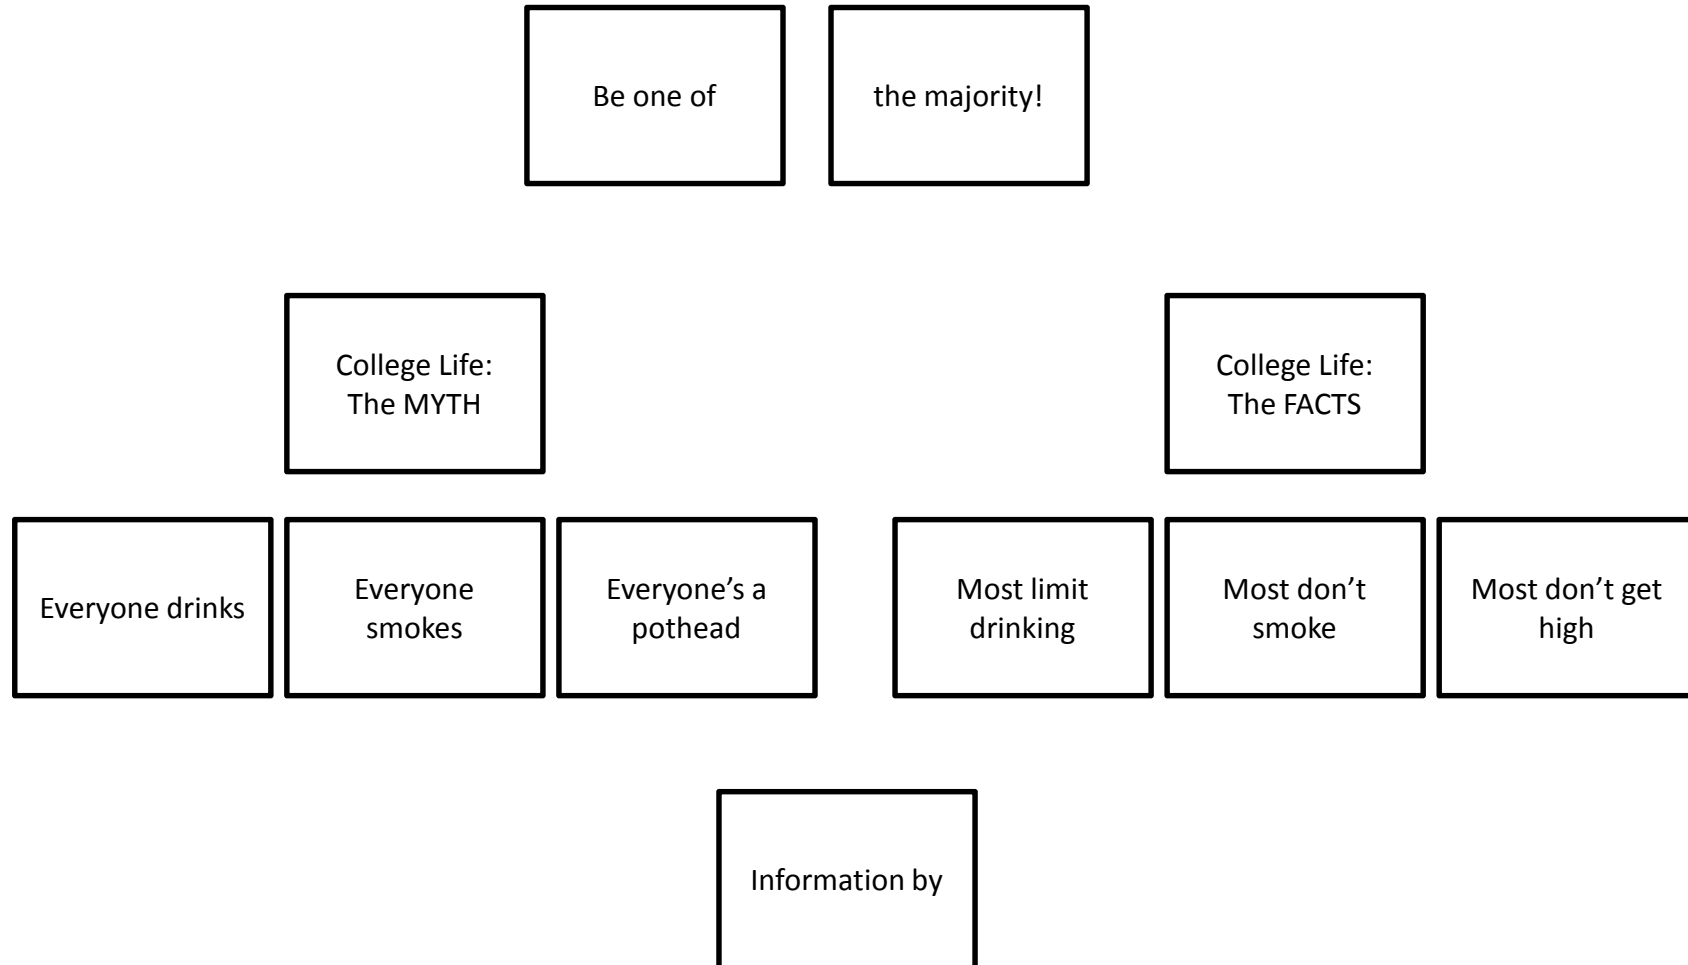 Be one of
the majority!
College Life:
The MYTH
College Life:
The FACTS
Everyone drinks
Everyone
smokes
Everyone’s a
pothead
Most limit
drinking
Most don’t
smoke
Most don’t get
high
Information by